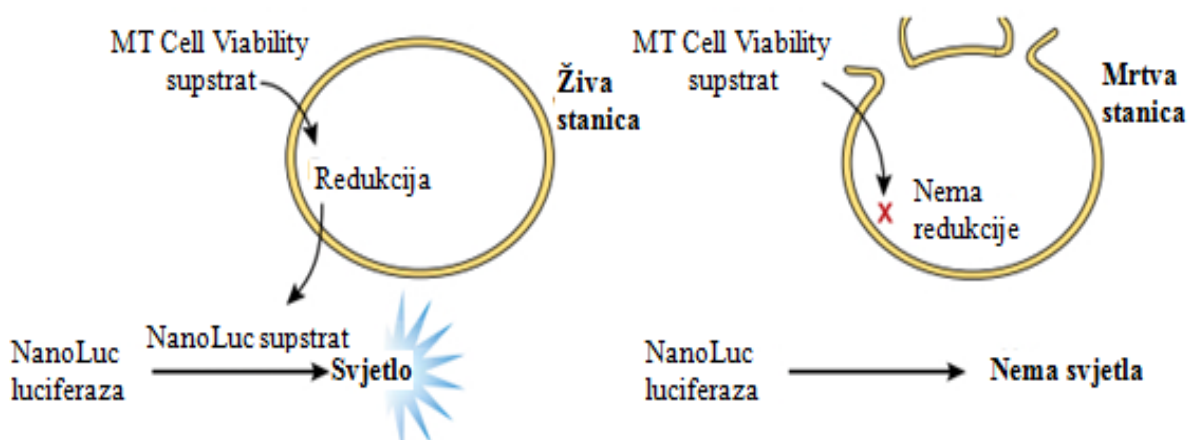 MT Cell Viability
supstrat
Živa
stanica
Redukcija
NanoLuc supstrat
NanoLuc
luciferaza
Svjetlo
MT Cell Viability
supstrat
Mrtva
stanica
X
Nema
redukcije
NanoLuc
luciferaza
Nema svjetla